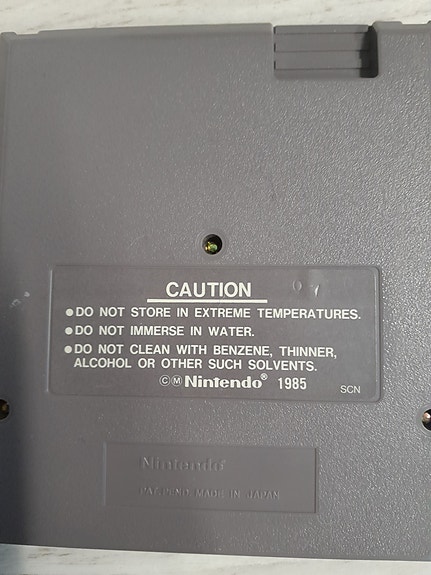 CAUTION
•DO NOT STORE IN EXTREME TEMPERATURES.
•DO NOT IMMERSE IN WATER.
•DO NOT CLEAN WITH BENZENE, THINNER,
ALCOHOL OR OTHER SUCH SOLVENTS.
©Ⓜ Nintendo® 1985
SCN
Nintendo®
PAT. PEND. MADE IN JAPAN